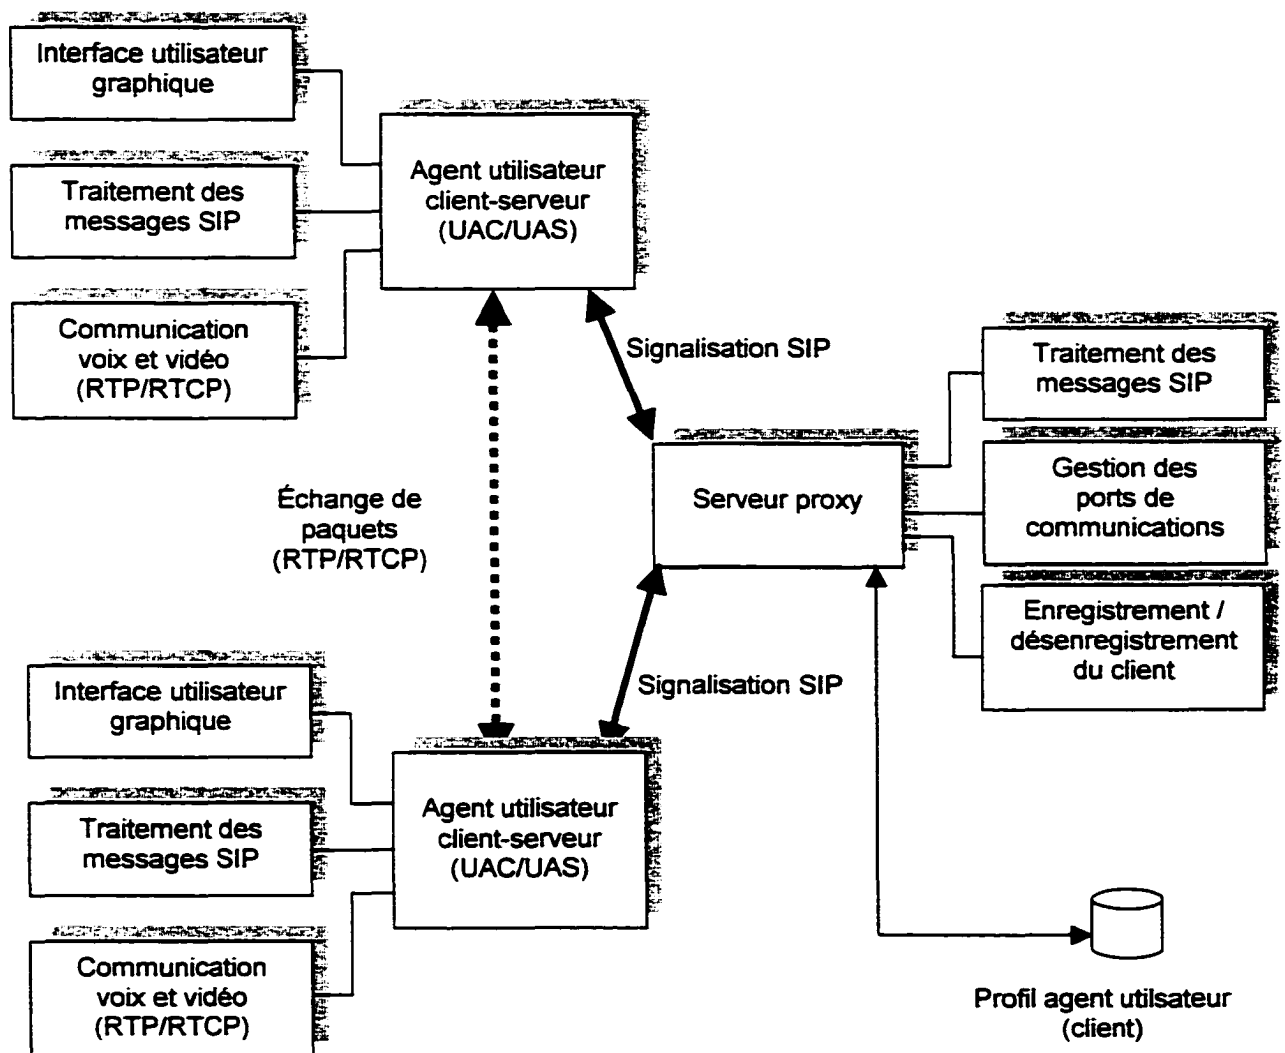 Interface utilisateur
graphique
Traitement des
messages SIP
Communication
voix et vidéo
(RTP/RTCP)
Agent utilisateur
client-serveur
(UAC/UAS)
Signalisation SIP
Échange de
paquets
(RTP/RTCP)
Serveur proxy
Traitement des
messages SIP
Gestion des
ports de
communications
Enregistrement /
désenregistrement
du client
Signalisation SIP
Interface utilisateur
graphique
Traitement des
messages SIP
Communication
voix et vidéo
(RTP/RTCP)
Agent utilisateur
client-serveur
(UAC/UAS)
Profil agent utilsateur
(client)